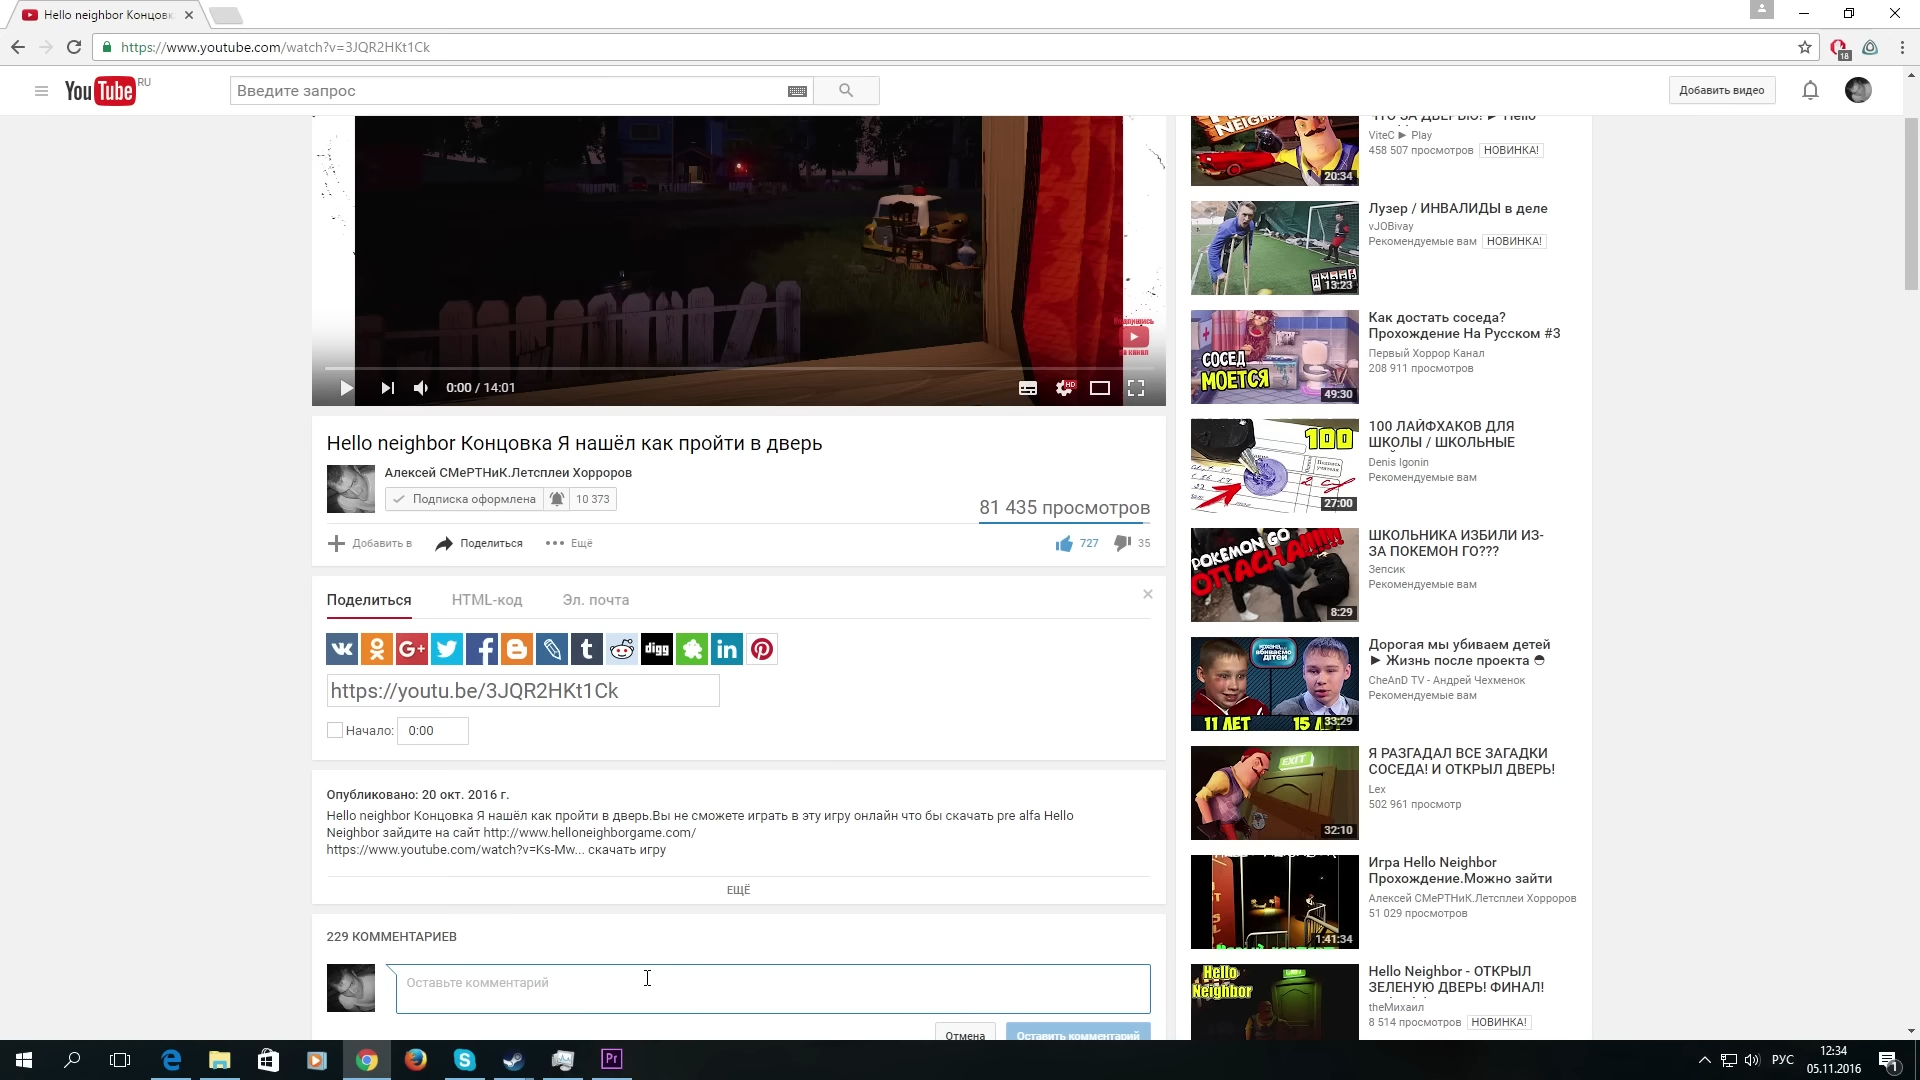 Hello neighbor Концовк
https://www.youtube.com/watch?v=3JQR2HKt1Ck
18
YouTube RU
Введите запрос
Добавить видео
Подпишись
на канал
0:00 / 14:01
HD
Hello neighbor Концовка Я нашёл как пройти в дверь
Алексей СМеРТНиК.Летсплеи Хорроров
Подписка оформлена 10 373
81 435 просмотров
Добавить в Поделиться Ещё
727 35
Поделиться HTML-код Эл. почта
digg
https://youtu.be/3JQR2HKt1Ck
Начало: 0:00
Опубликовано: 20 окт. 2016 г.
Hello neighbor Концовка Я нашёл как пройти в дверь.Вы не сможете играть в эту игру онлайн что бы скачать pre alfa Hello
Neighbor зайдите на сайт http://www.helloneighborgame.com/
https://www.youtube.com/watch?v=Ks-Mw... скачать игру
ЕЩЁ
229 КОММЕНТАРИЕВ
Оставьте комментарий
Отмена
Оставить комментарий
ЧТО ЗА ДВЕРЬЮ! ► Hello
ViteC ► Play
458 507 просмотров НОВИНКА!
20:34
Лузер / ИНВАЛИДЫ в деле
vJOBivay
Рекомендуемые вам НОВИНКА!
13:23
Как достать соседа?
Прохождение На Русском #3
Первый Хоррор Канал
208 911 просмотров
СОСЕД
МОЕТСЯ
49:30
100 ЛАЙФХАКОВ ДЛЯ
ШКОЛЫ / ШКОЛЬНЫЕ
Denis Igonin
Рекомендуемые вам
100
27:00
ШКОЛЬНИКА ИЗБИЛИ ИЗ-
ЗА ПОКЕМОН ГО???
Зепсик
Рекомендуемые вам
POKEMON GO
8:29
Дорогая мы убиваем детей
► Жизнь после проекта
CheAnD TV - Андрей Чехменок
Рекомендуемые вам
11 ЛЕТ
33:29
Я РАЗГАДАЛ ВСЕ ЗАГАДКИ
СОСЕДА! И ОТКРЫЛ ДВЕРЬ!
Lex
502 961 просмотр
EXIT
32:10
Игра Hello Neighbor
Прохождение.Можно зайти
Алексей СМеРТНиК.Летсплеи Хорроров
51 029 просмотров
1:41:34
Hello Neighbor - ОТКРЫЛ
ЗЕЛЕНУЮ ДВЕРЬ! ФИНАЛ!
theМихаил
8 514 просмотров НОВИНКА!
Hello
Neighbor
Pr
РУС
12:34
05.11.2016
1